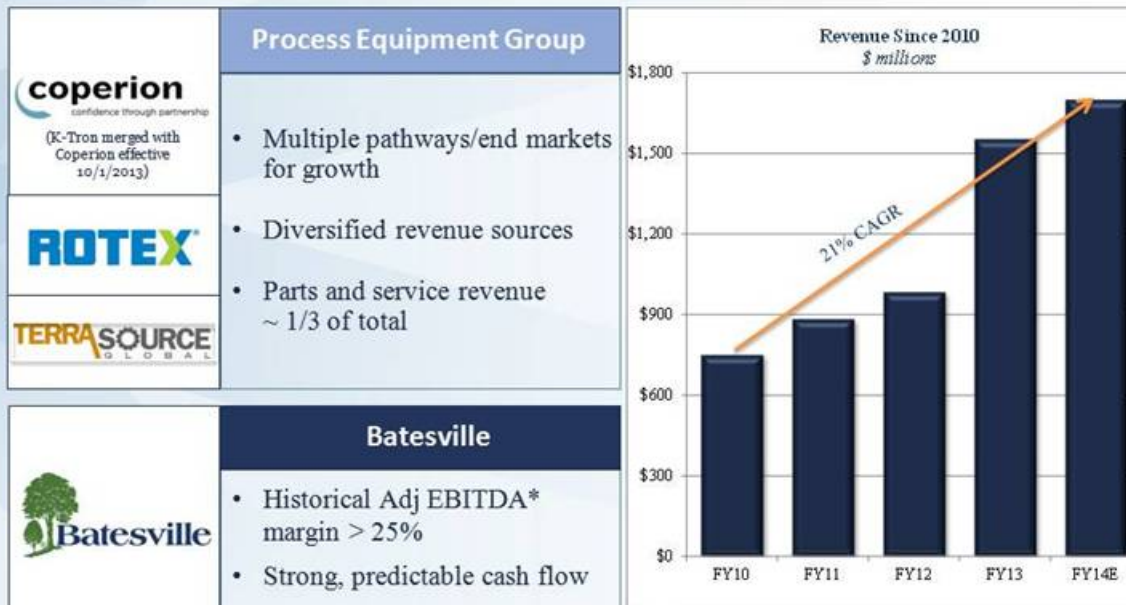 Process Equipment Group
coperion
confidence through partnership
(K-Tron merged with
Coperion effective
10/1/2013)
ROTEX®
TERRASOURCE
GLOBAL
• Multiple pathways/end markets
for growth
• Diversified revenue sources
• Parts and service revenue
~ 1/3 of total
Batesville
Batesville
• Historical Adj EBITDA*
margin > 25%
• Strong, predictable cash flow
Revenue Since 2010
$ millions
$1,800
$1,500
$1,200
$900
$600
$300
$0
21% CAGR
FY10 FY11 FY12 FY13 FY14E